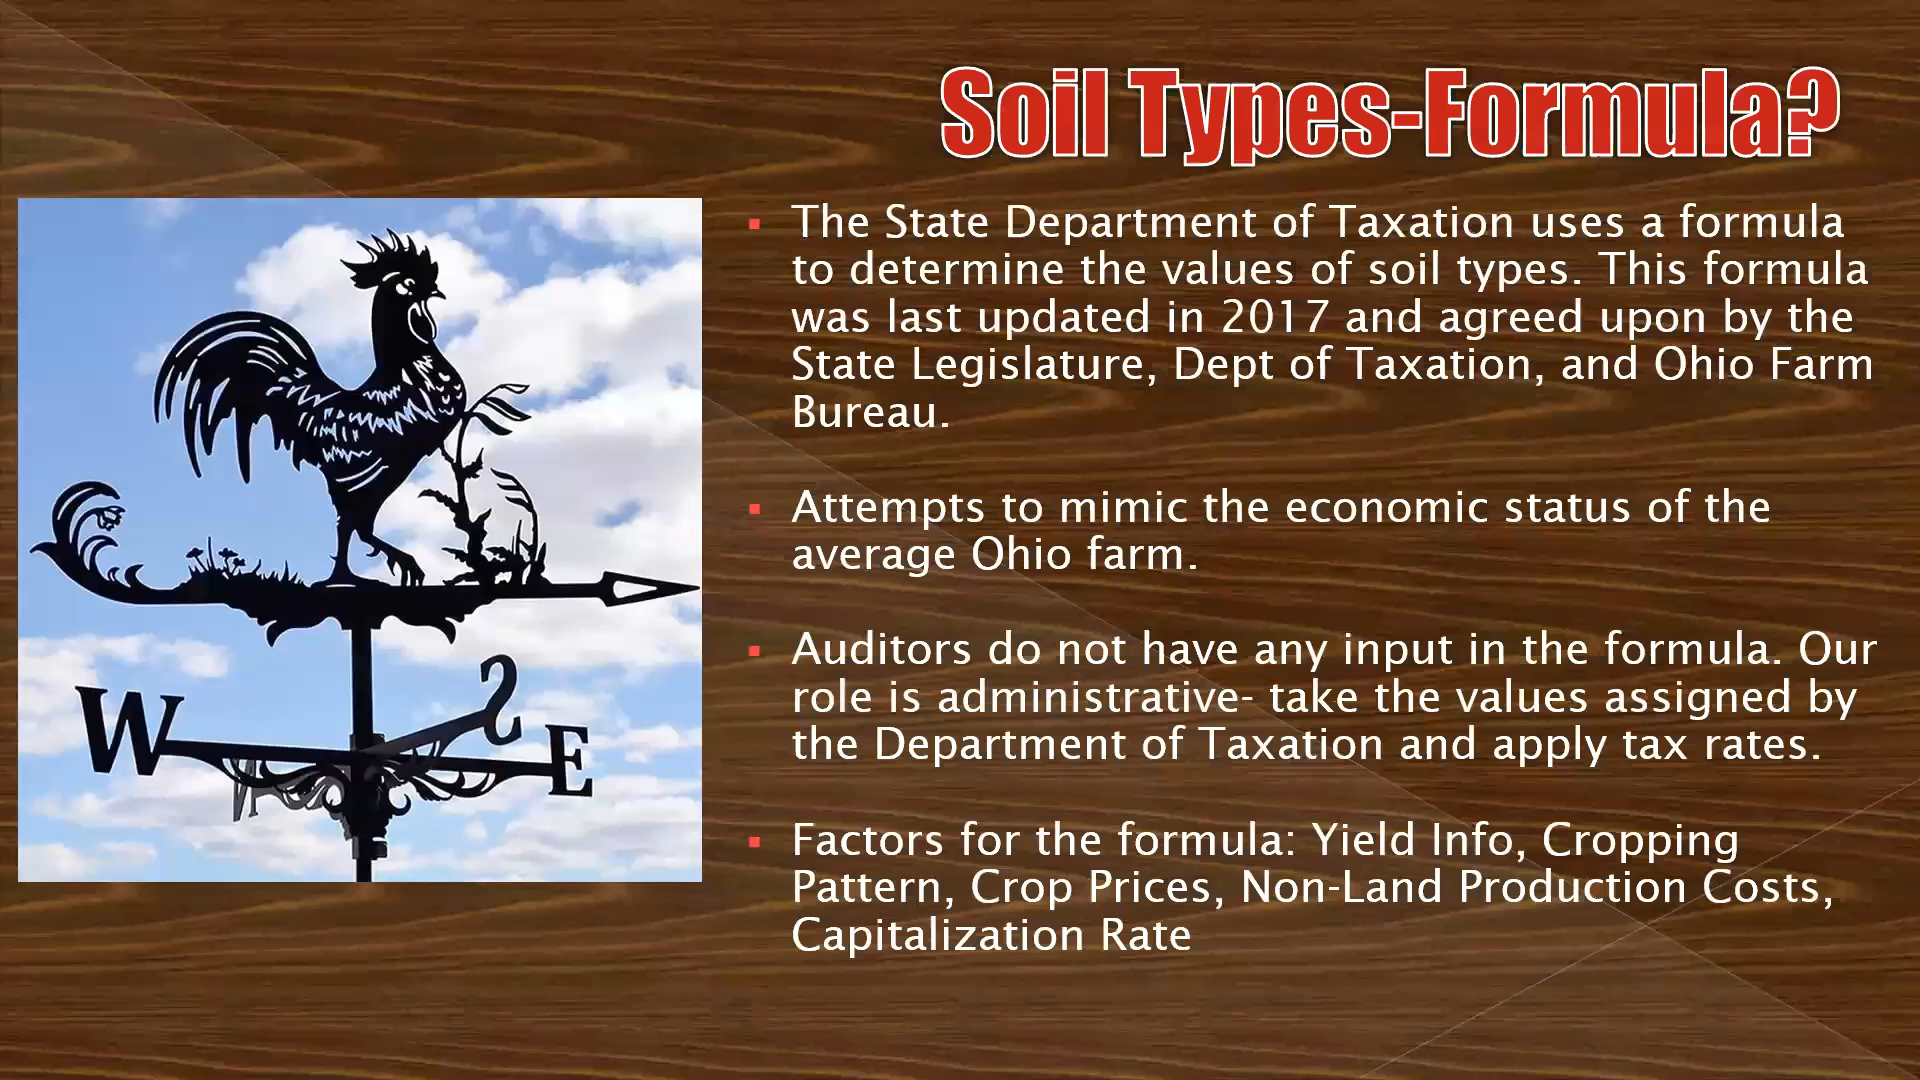 Soil Types-Formula?
The State Department of Taxation uses a formula
to determine the values of soil types. This formula
was last updated in 2017 and agreed upon by the
State Legislature, Dept of Taxation, and Ohio Farm
Bureau.
Attempts to mimic the economic status of the
average Ohio farm.
Auditors do not have any input in the formula. Our
role is administrative- take the values assigned by
the Department of Taxation and apply tax rates.
Factors for the formula: Yield Info, Cropping
Pattern, Crop Prices, Non-Land Production Costs,
Capitalization Rate
W
S
E
N